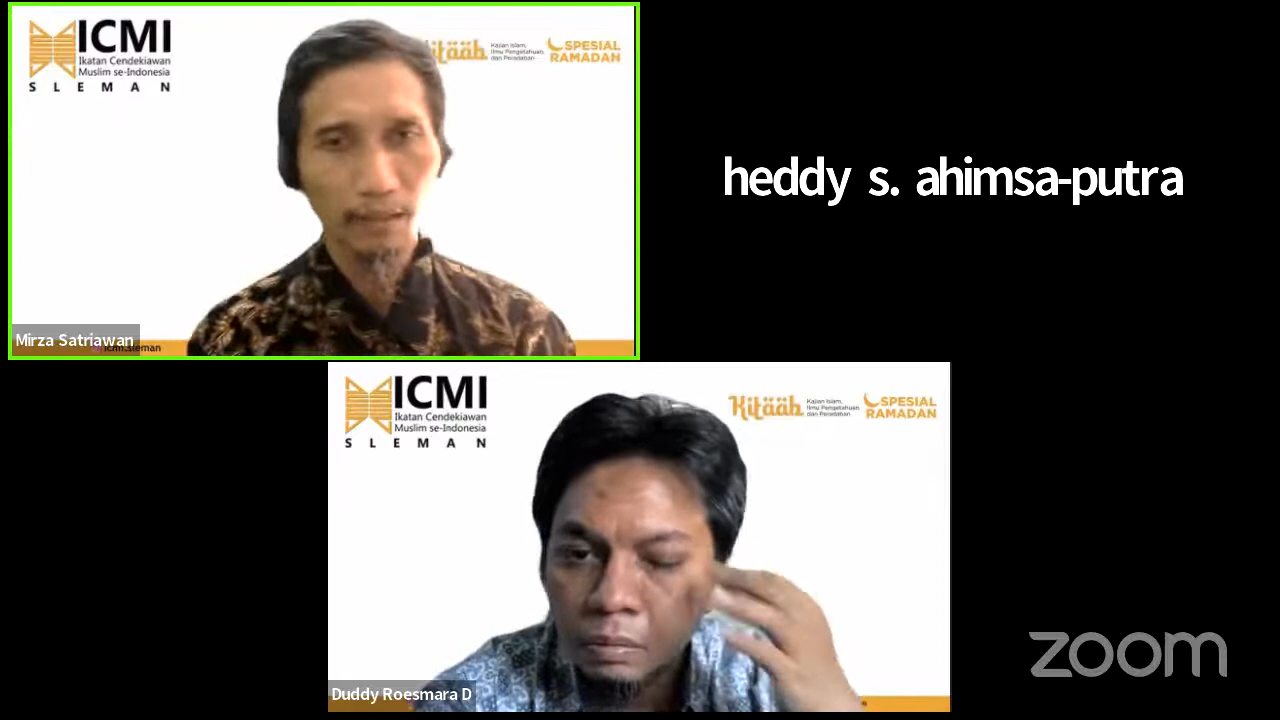 ICMI
Ikatan Cendekiawan
Muslim se-Indonesia
SLEMAN
Kajian Islam,
Ilmu Pengetahuan,
dan Peradaban
SPESIAL
RAMADAN
Mirza Satriawan
heddy s. ahimsa-putra
ICMI
Ikatan Cendekiawan
Muslim se-Indonesia
SLEMAN
Kitääb
Kajian Islam,
Ilmu Pengetahuan
dan Peradaban
SPESIAL
RAMADAN
Duddy Roesmara D
zoom